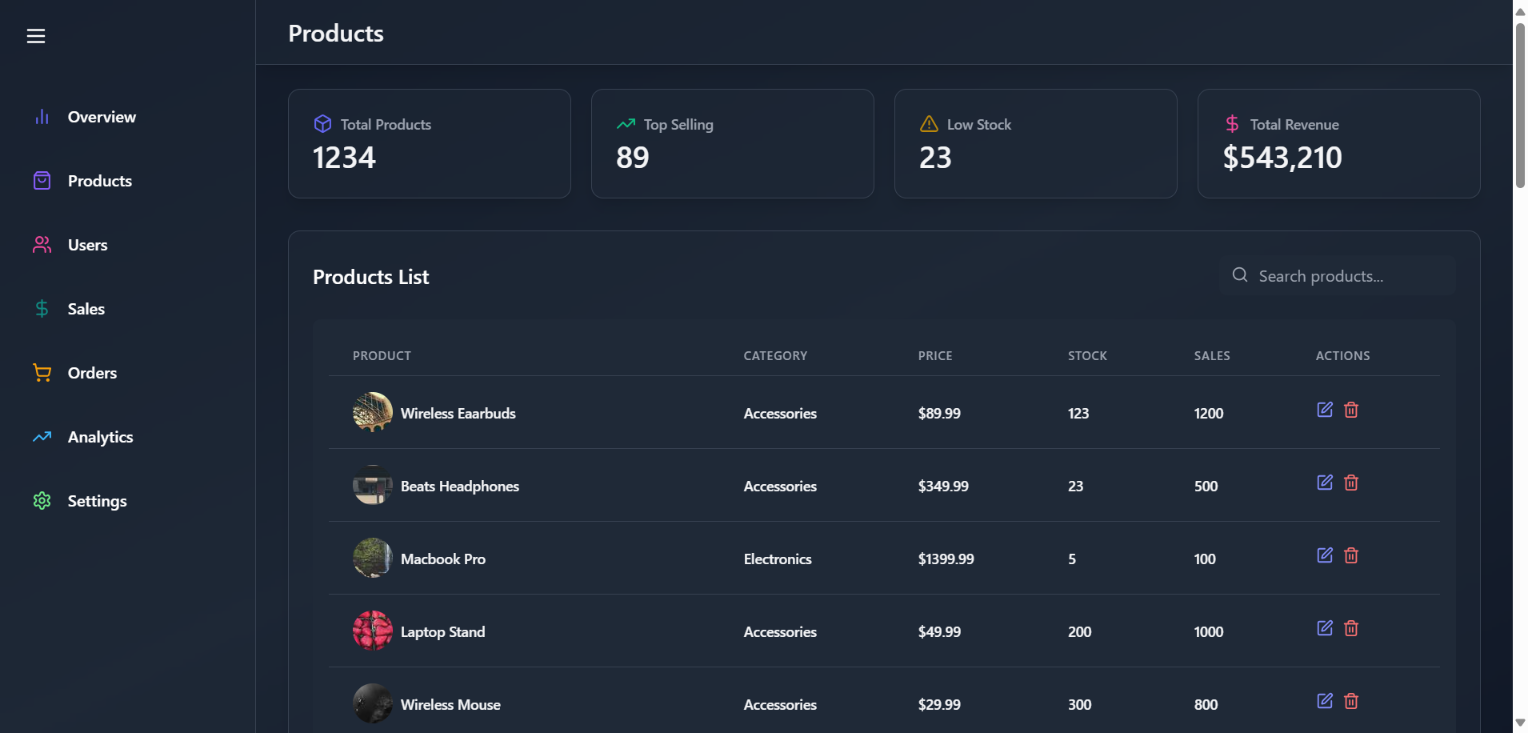 Products
Overview
Products
Users
Sales
Orders
Analytics
Settings
Total Products
1234
Top Selling
89
Low Stock
23
Total Revenue
$543,210
Products List
Search products...
PRODUCT CATEGORY PRICE STOCK SALES ACTIONS
Wireless Eaarbuds Accessories $89.99 123 1200
Beats Headphones Accessories $349.99 23 500
Macbook Pro Electronics $1399.99 5 100
Laptop Stand Accessories $49.99 200 1000
Wireless Mouse Accessories $29.99 300 800